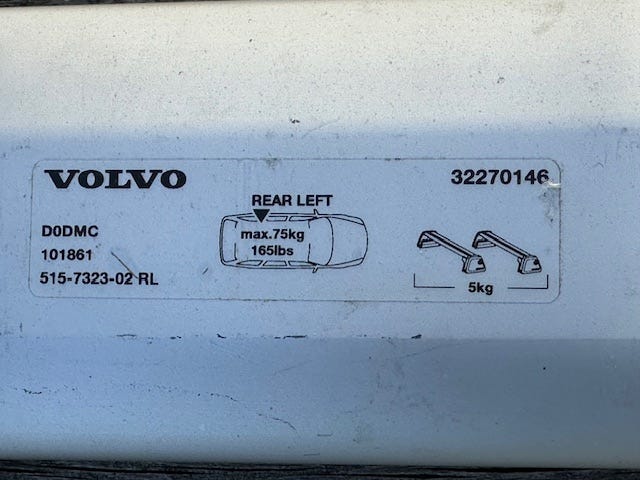 VOLVO
32270146
REAR LEFT
max.75kg
165lbs
D0DMC
101861
515-7323-02 RL
5kg